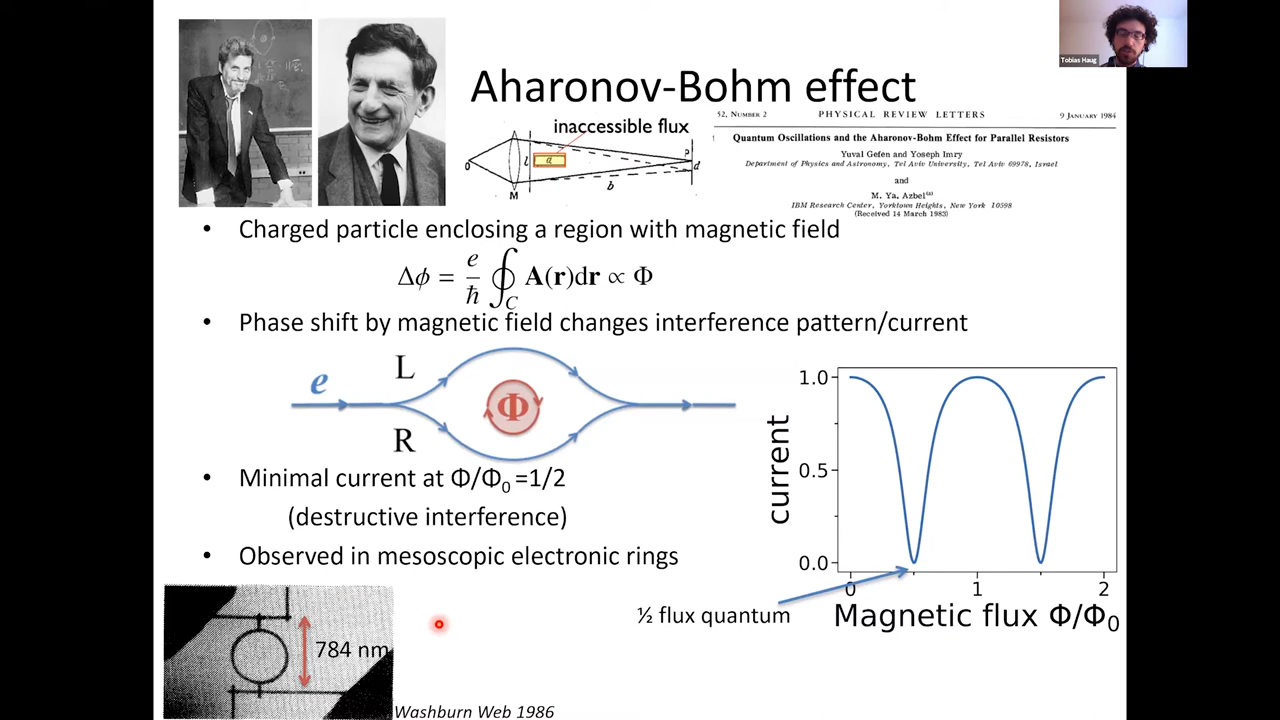 Tobias Haug
Aharonov-Bohm effect
inaccessible flux
O
M
l
a
b
P
d
52, NUMBER 2 PHYSICAL REVIEW LETTERS 9 JANUARY 1984
Quantum Oscillations and the Aharonov-Bohm Effect for Parallel Resistors
Yuval Gefen and Yoseph Imry
Department of Physics and Astronomy, Tel Aviv University, Tel Aviv 69978, Israel
and
M. Ya. Azbel(a)
IBM Research Center, Yorktown Heights, New York 10598
(Received 14 March 1983)
• Charged particle enclosing a region with magnetic field
Δϕ = e/ħ ∮_C A(r)dr ∝ Φ
• Phase shift by magnetic field changes interference pattern/current
e
L
R
Φ
• Minimal current at Φ/Φ₀ =1/2
(destructive interference)
• Observed in mesoscopic electronic rings
784 nm
Washburn Web 1986
current
1.0
0.5
0.0
0 1 2
Magnetic flux Φ/Φ₀
½ flux quantum